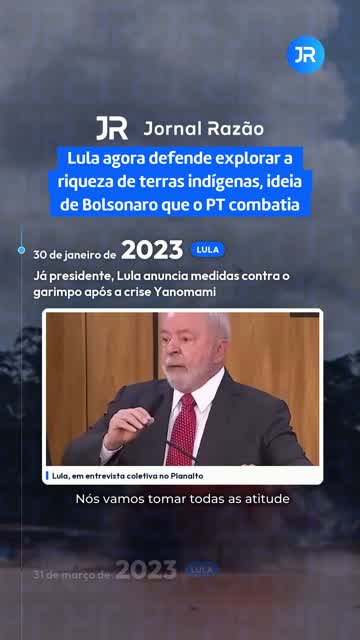 JR
JR Jornal Razão
Lula agora defende explorar a
riqueza de terras indígenas, ideia
de Bolsonaro que o PT combatia
30 de janeiro de 2023 LULA
Já presidente, Lula anuncia medidas contra o
garimpo após a crise Yanomami
Lula, em entrevista coletiva no Planalto
Nós vamos tomar todas as atitude
31 de março de 2023 LULA